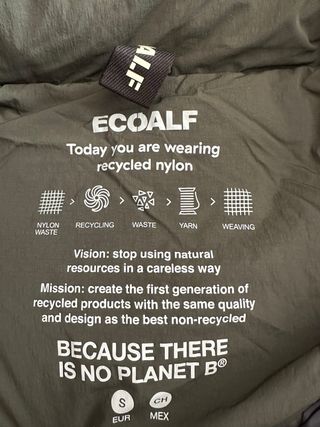 ALF
ECOALF
Today you are wearing
recycled nylon
NYLON WASTE > RECYCLING > WASTE > YARN > WEAVING
Vision: stop using natural
resources in a careless way
Mission: create the first generation of
recycled products with the same quality
and design as the best non-recycled
BECAUSE THERE
IS NO PLANET B®
S CH
EUR MEX